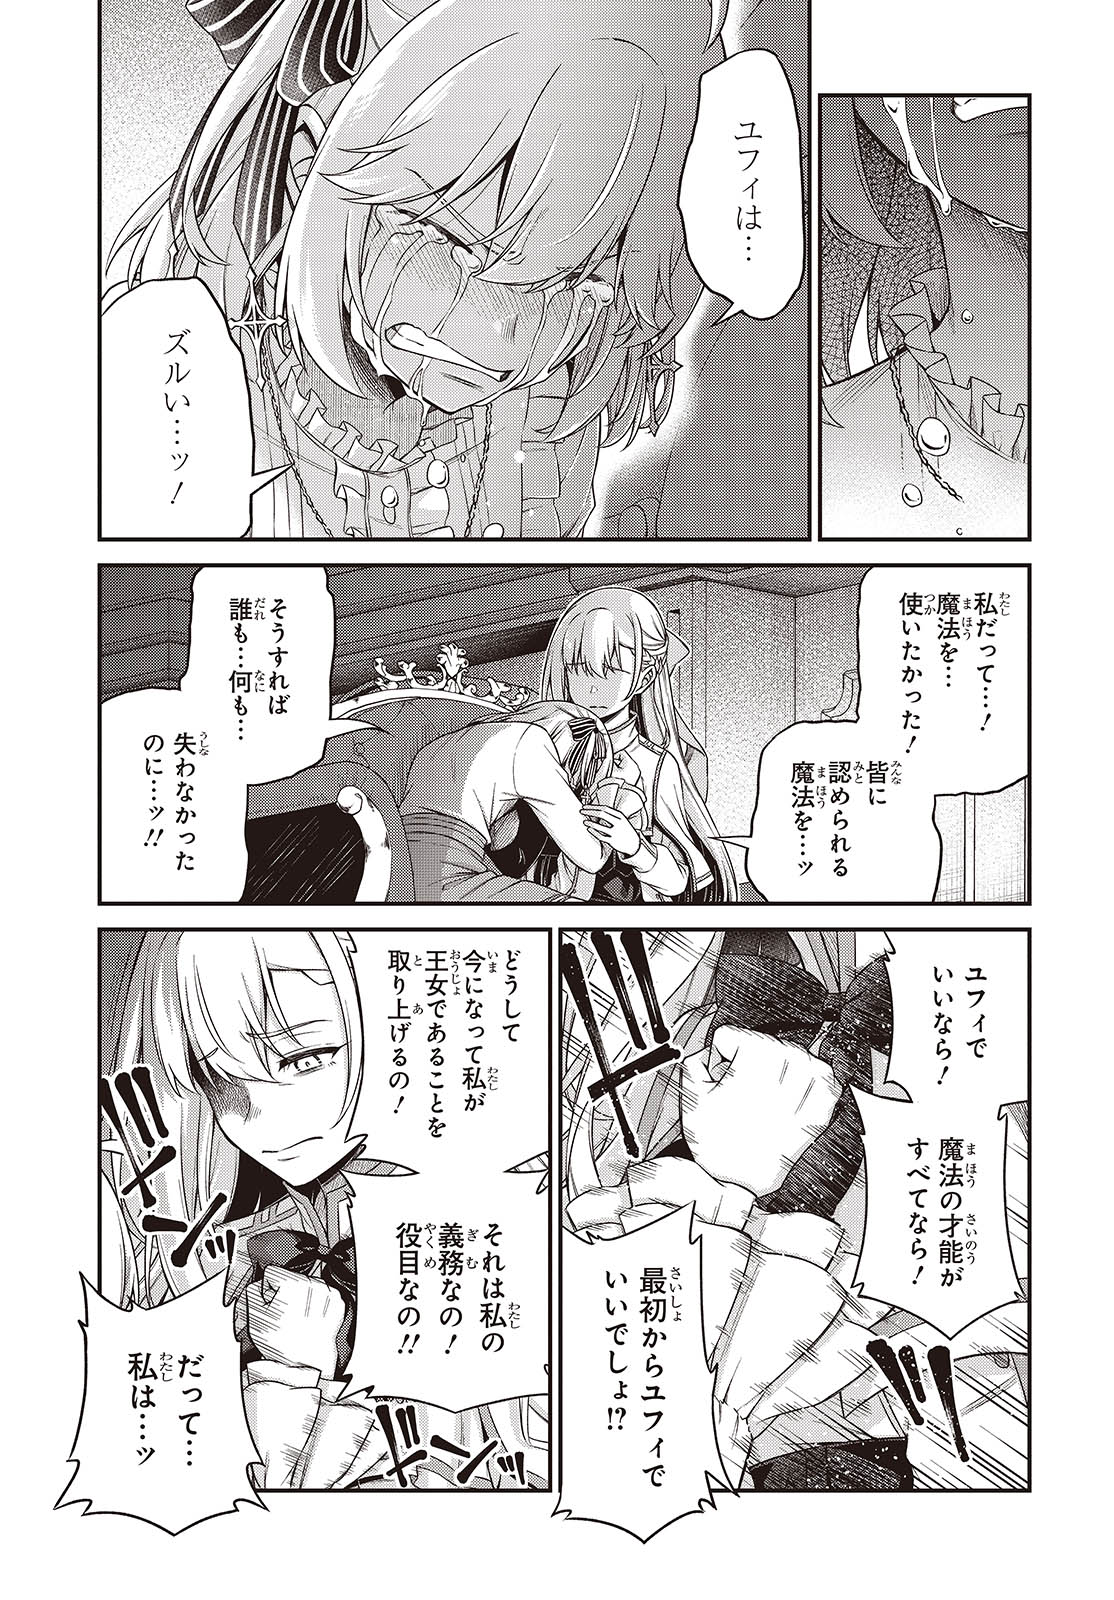 ユフィは…
ズルい…ッ！
私だって…！
魔法を…
使いたかった！
皆に
認められる
魔法を…ッ
そうすれば
誰も…何も…
失わなかった
のに…ッ!!
ユフィで
いいなら！
魔法の才能が
すべてなら！
最初からユフィで
いいでしょ!?
どうして
今になって私が
王女であることを
取り上げるの！
それは私の
義務なの！
役目なの!!
だって…
私は…ッ